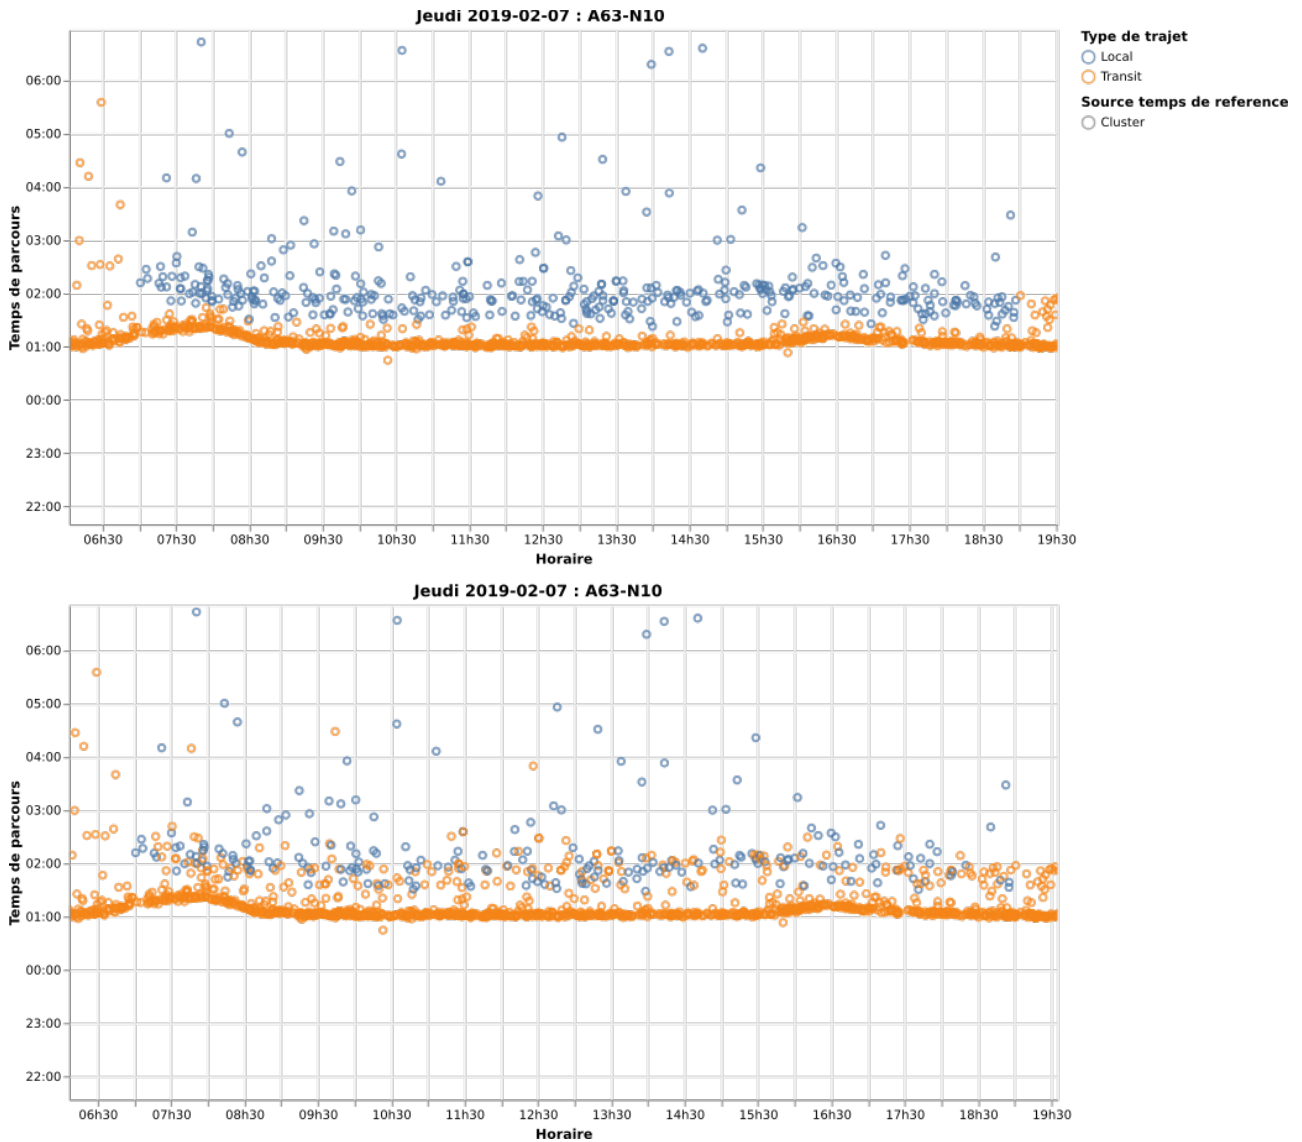 Jeudi 2019-02-07 : A63-N10
Type de trajet
Local
Transit
Source temps de reference
Cluster
Temps de parcours
06:00
05:00
04:00
03:00
02:00
01:00
00:00
23:00
22:00
06h30 07h30 08h30 09h30 10h30 11h30 12h30 13h30 14h30 15h30 16h30 17h30 18h30 19h30
Horaire
Jeudi 2019-02-07 : A63-N10
Temps de parcours
06:00
05:00
04:00
03:00
02:00
01:00
00:00
23:00
22:00
06h30 07h30 08h30 09h30 10h30 11h30 12h30 13h30 14h30 15h30 16h30 17h30 18h30 19h30
Horaire